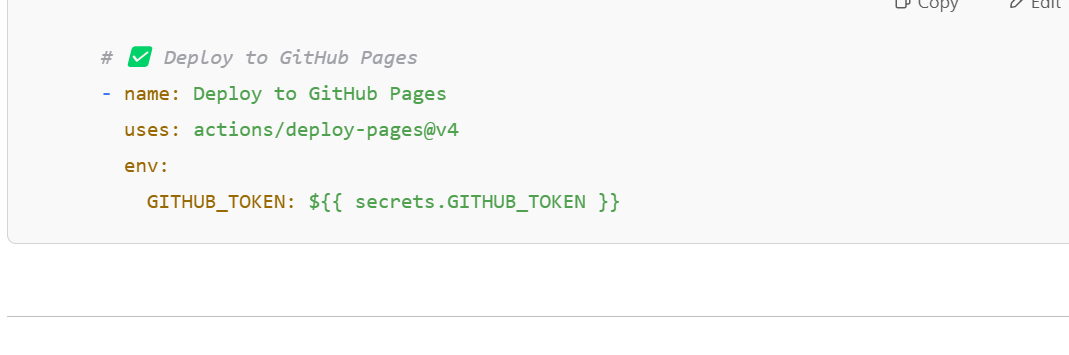 Copy Edit
# ✅ Deploy to GitHub Pages
- name: Deploy to GitHub Pages
uses: actions/deploy-pages@v4
env:
GITHUB_TOKEN: ${{ secrets.GITHUB_TOKEN }}